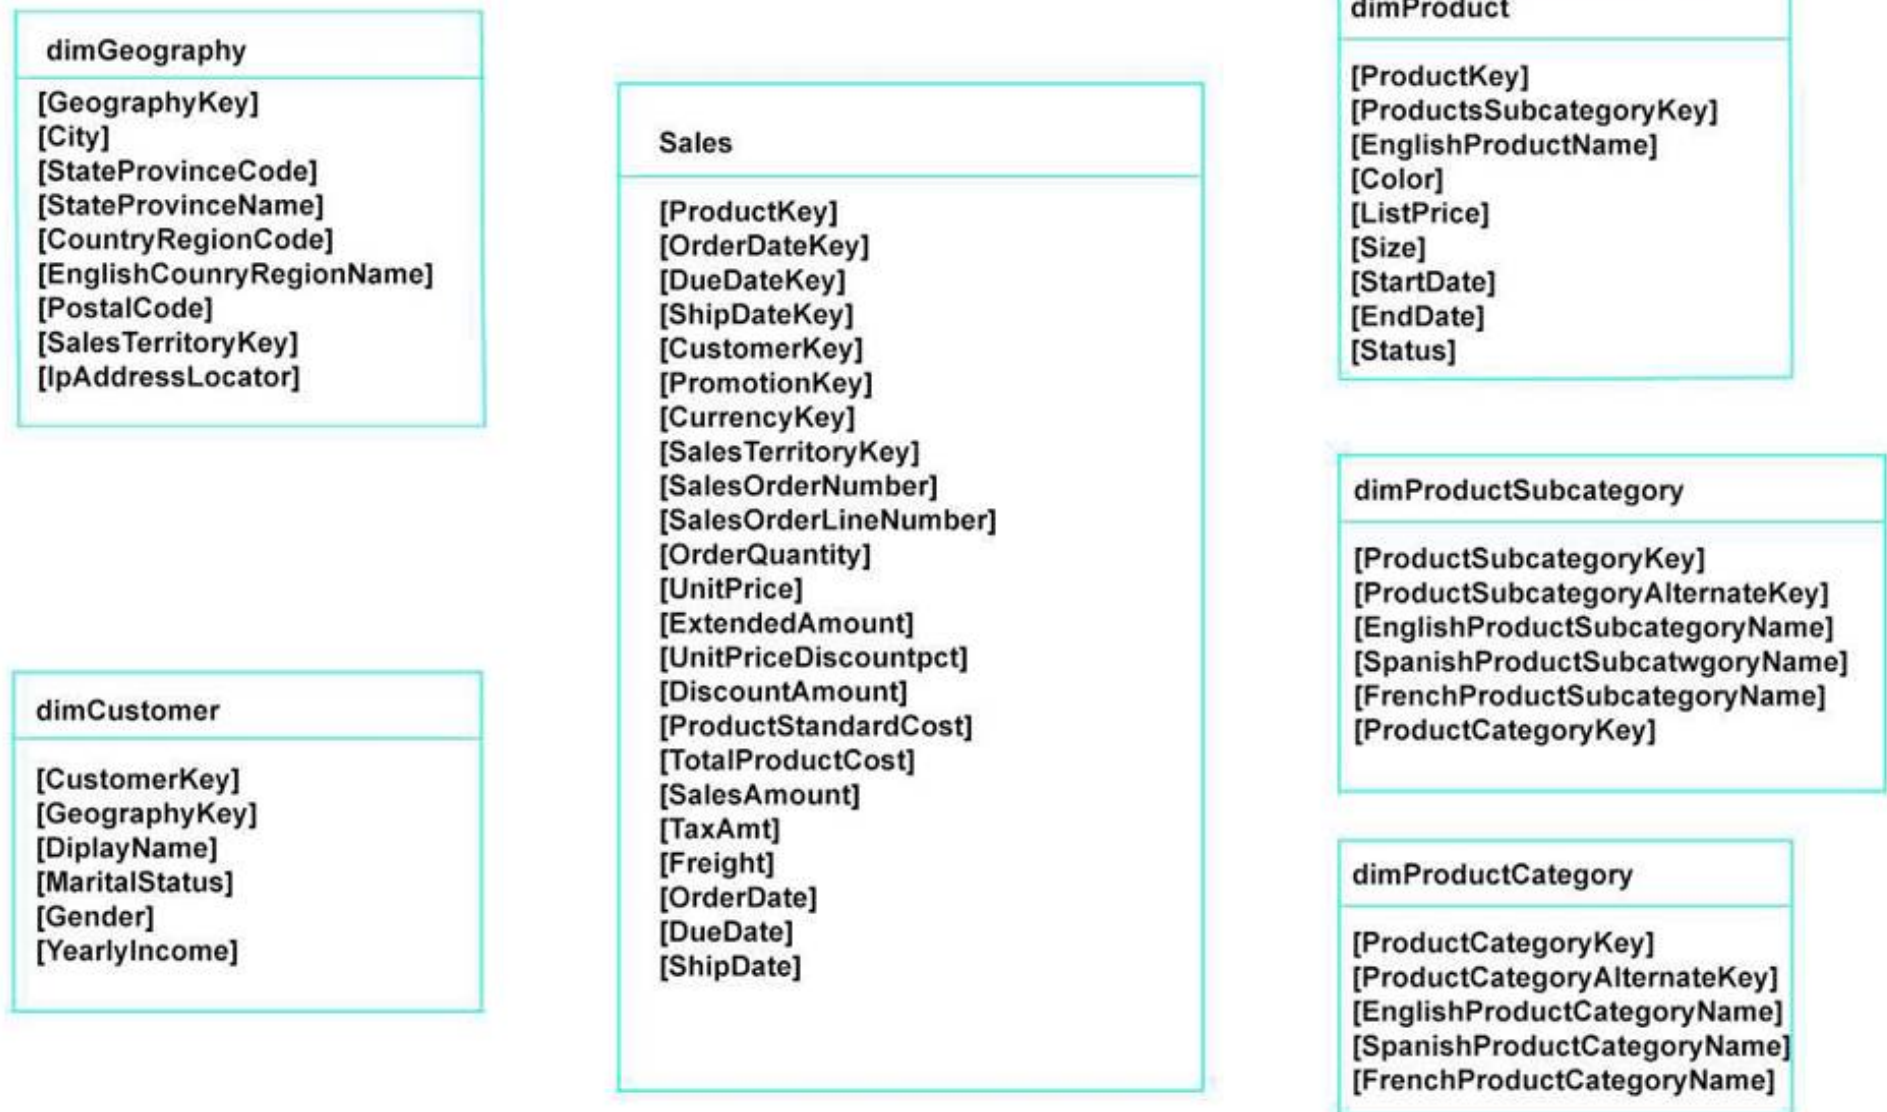 dimGeography
[GeographyKey]
[City]
[StateProvinceCode]
[StateProvinceName]
[CountryRegionCode]
[EnglishCounryRegionName]
[PostalCode]
[SalesTerritoryKey]
[IpAddressLocator]
dimCustomer
[CustomerKey]
[GeographyKey]
[DiplayName]
[MaritalStatus]
[Gender]
[YearlyIncome]
Sales
[ProductKey]
[OrderDateKey]
[DueDateKey]
[ShipDateKey]
[CustomerKey]
[PromotionKey]
[CurrencyKey]
[SalesTerritoryKey]
[SalesOrderNumber]
[SalesOrderLineNumber]
[OrderQuantity]
[UnitPrice]
[ExtendedAmount]
[UnitPriceDiscountpct]
[DiscountAmount]
[ProductStandardCost]
[TotalProductCost]
[SalesAmount]
[TaxAmt]
[Freight]
[OrderDate]
[DueDate]
[ShipDate]
dimProduct
[ProductKey]
[ProductsSubcategoryKey]
[EnglishProductName]
[Color]
[ListPrice]
[Size]
[StartDate]
[EndDate]
[Status]
dimProductSubcategory
[ProductSubcategoryKey]
[ProductSubcategoryAlternateKey]
[EnglishProductSubcategoryName]
[SpanishProductSubcatwgoryName]
[FrenchProductSubcategoryName]
[ProductCategoryKey]
dimProductCategory
[ProductCategoryKey]
[ProductCategoryAlternateKey]
[EnglishProductCategoryName]
[SpanishProductCategoryName]
[FrenchProductCategoryName]